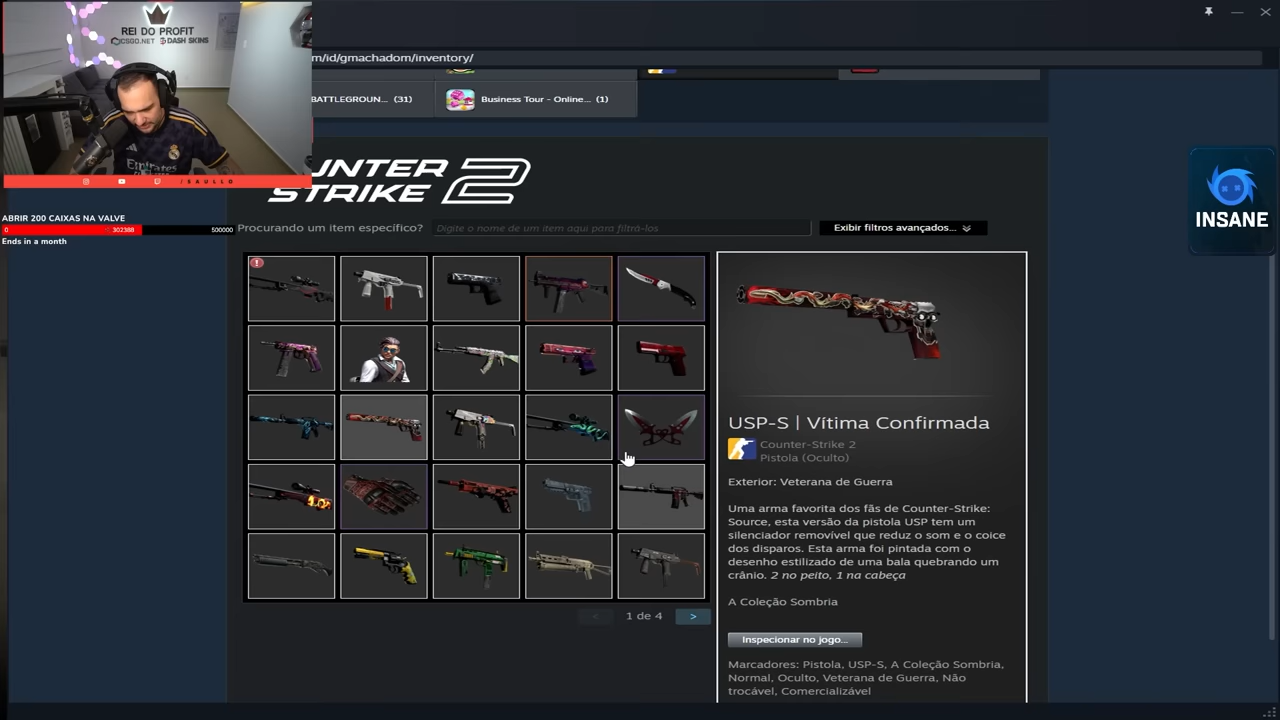 REI DO PROFIT
CSGO.NET DASH SKINS
Emirates
/SAULLO
m/id/gmachadom/inventory/
BATTLEGROUN... (31)
Business Tour - Online... (1)
UNTER
STRIKE 2
ABRIR 200 CAIXAS NA VALVE
0 302388 500000
Ends in a month
Procurando um item específico?
Digite o nome de um item aqui para filtrá-los
Exibir filtros avançados...
INSANE
USP-S | Vítima Confirmada
Counter-Strike 2
Pistola (Oculto)
Exterior: Veterana de Guerra
Uma arma favorita dos fãs de Counter-Strike:
Source, esta versão da pistola USP tem um
silenciador removível que reduz o som e o coice
dos disparos. Esta arma foi pintada com o
desenho estilizado de uma bala quebrando um
crânio. 2 no peito, 1 na cabeça
A Coleção Sombria
1 de 4
Inspecionar no jogo...
Marcadores: Pistola, USP-S, A Coleção Sombria,
Normal, Oculto, Veterana de Guerra, Não
trocável, Comercializável